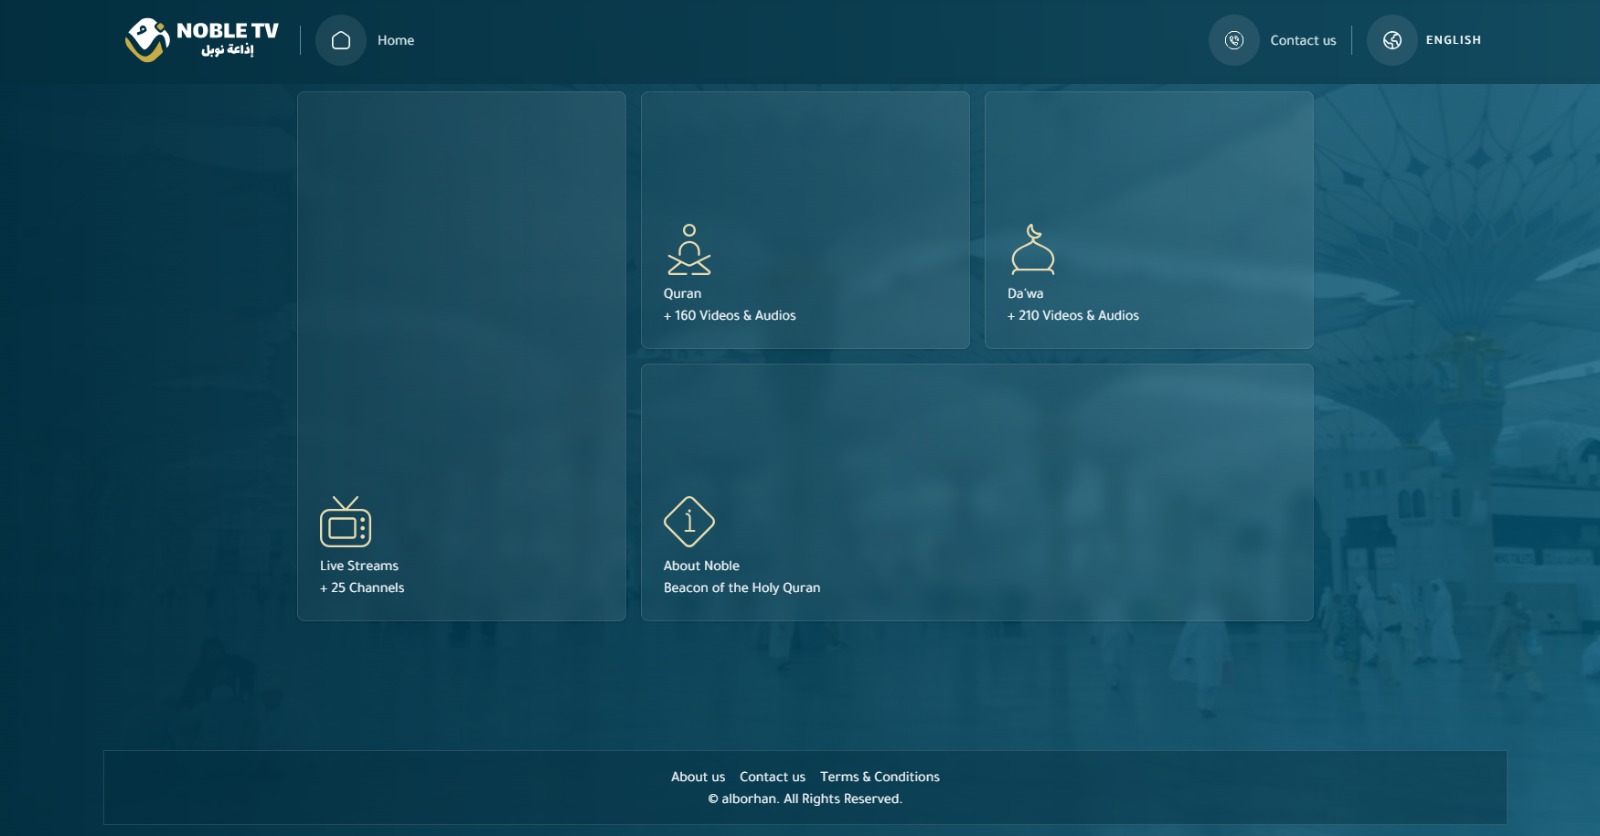 NOBLE TV
إذاعة نوبل
Home
Contact us
ENGLISH
Quran
+ 160 Videos & Audios
Da'wa
+ 210 Videos & Audios
Live Streams
+ 25 Channels
About Noble
Beacon of the Holy Quran
About us Contact us Terms & Conditions
© alborhan. All Rights Reserved.